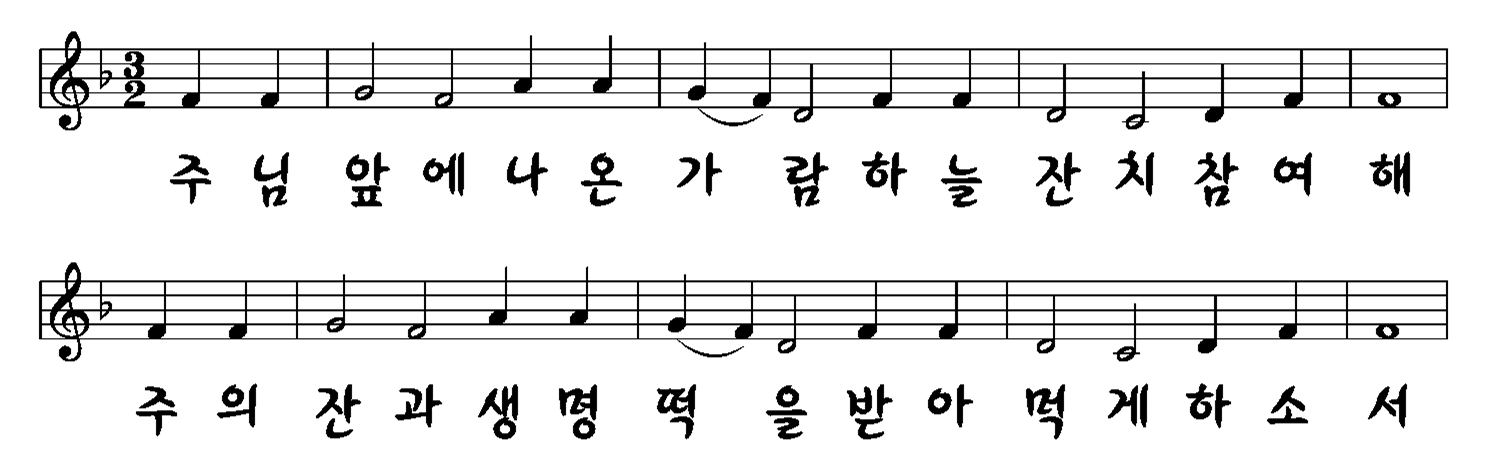 주 님 앞 에 나 온 가 람 하 늘 잔 치 참 여 해
주 의 잔 과 생 명 떡 을 받 아 먹 게 하 소 서